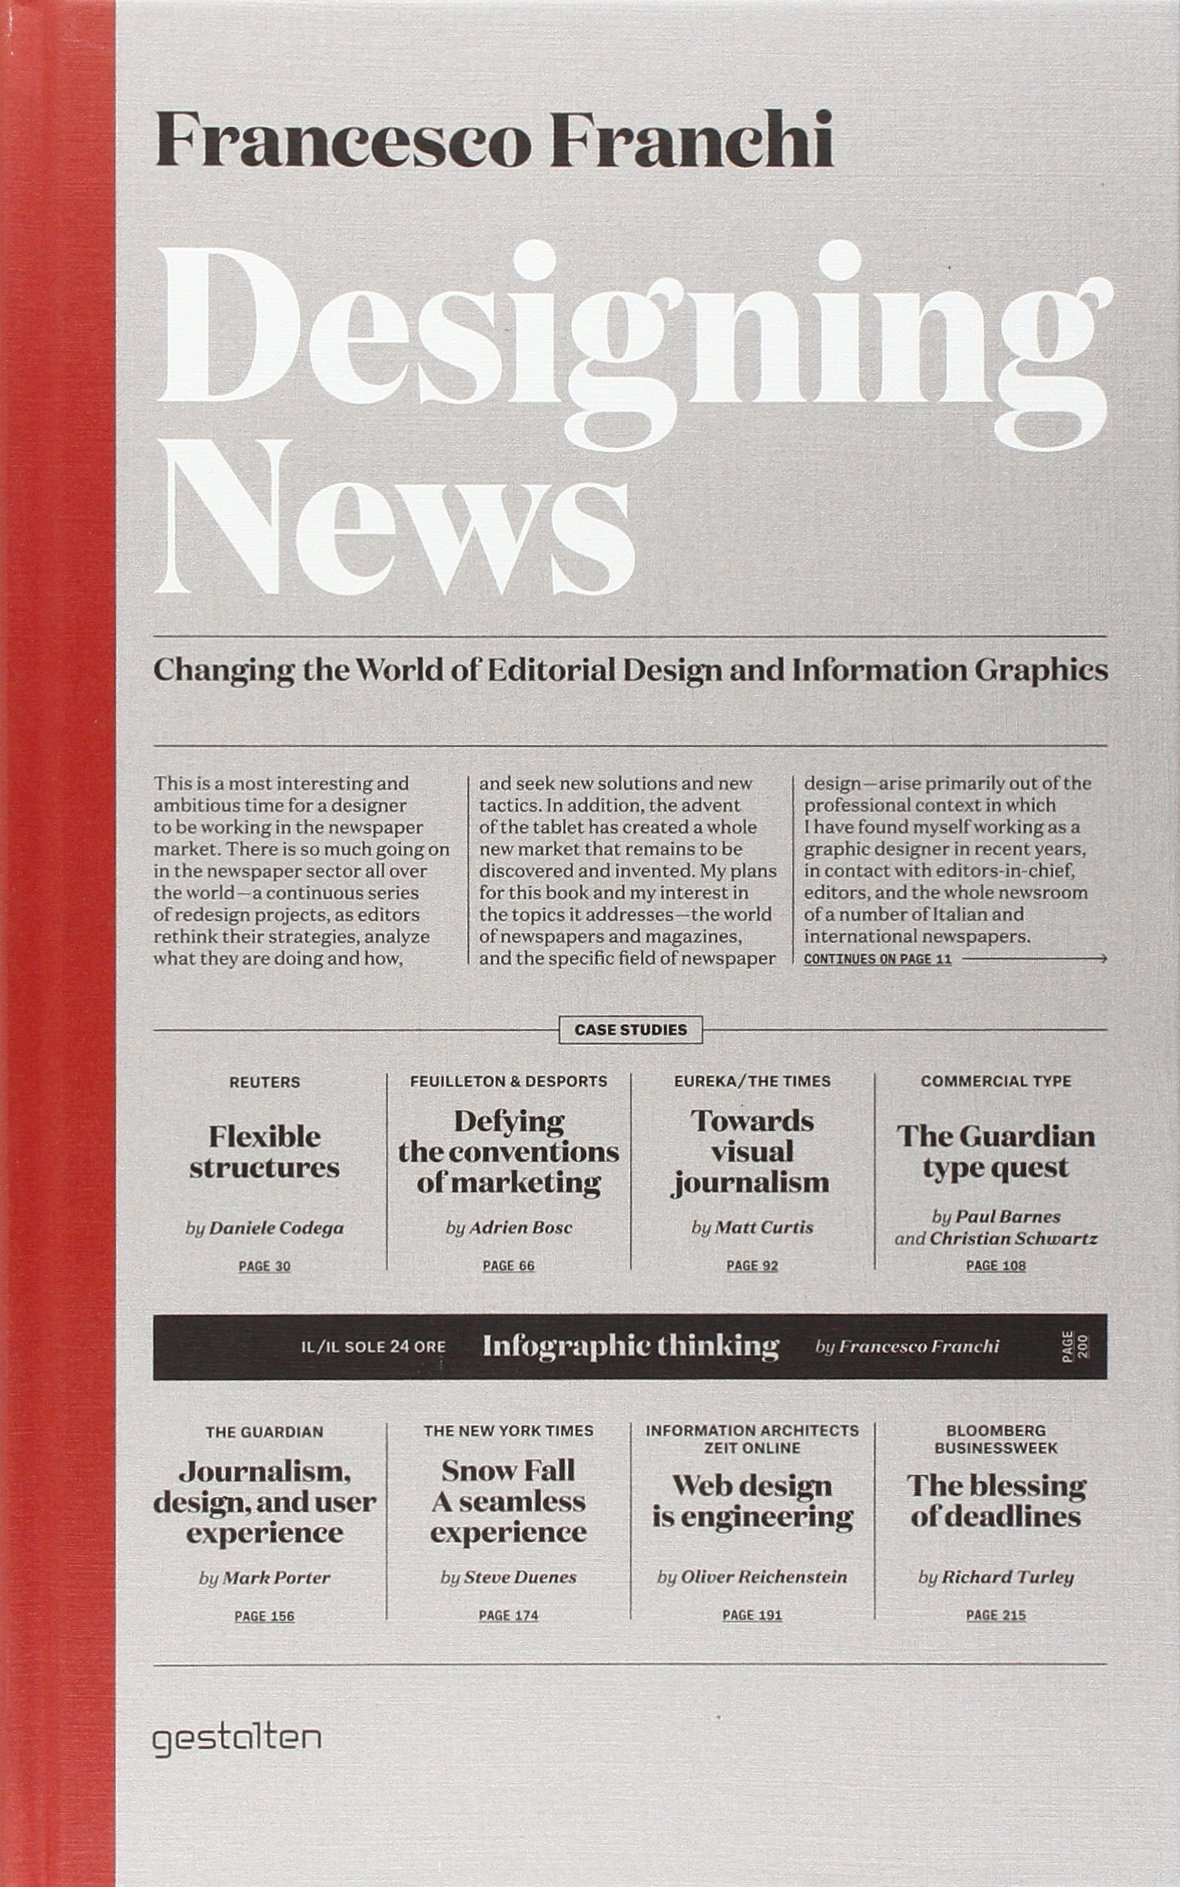 Francesco Franchi
Designing
News
Changing the World of Editorial Design and Information Graphics
This is a most interesting and
ambitious time for a designer
to be working in the newspaper
market. There is so much going on
in the newspaper sector all over
the world—a continuous series
of redesign projects, as editors
rethink their strategies, analyze
what they are doing and how,
and seek new solutions and new
tactics. In addition, the advent
of the tablet has created a whole
new market that remains to be
discovered and invented. My plans
for this book and my interest in
the topics it addresses—the world
of newspapers and magazines,
and the specific field of newspaper
design—arise primarily out of the
professional context in which
I have found myself working as a
graphic designer in recent years,
in contact with editors-in-chief,
editors, and the whole newsroom
of a number of Italian and
international newspapers.
CONTINUES ON PAGE 11
CASE STUDIES
REUTERS
Flexible
structures
by Daniele Codega
PAGE 30
FEUILLETON & DESPORTS
Defying
the conventions
of marketing
by Adrien Bosc
PAGE 66
EUREKA/THE TIMES
Towards
visual
journalism
by Matt Curtis
PAGE 92
COMMERCIAL TYPE
The Guardian
type quest
by Paul Barnes
and Christian Schwartz
PAGE 108
IL/IL SOLE 24 ORE Infographic thinking by Francesco Franchi
PAGE
200
THE GUARDIAN
Journalism,
design, and user
experience
by Mark Porter
PAGE 156
THE NEW YORK TIMES
Snow Fall
A seamless
experience
by Steve Duenes
PAGE 174
INFORMATION ARCHITECTS
ZEIT ONLINE
Web design
is engineering
by Oliver Reichenstein
PAGE 191
BLOOMBERG
BUSINESSWEEK
The blessing
of deadlines
by Richard Turley
PAGE 215
gestalten